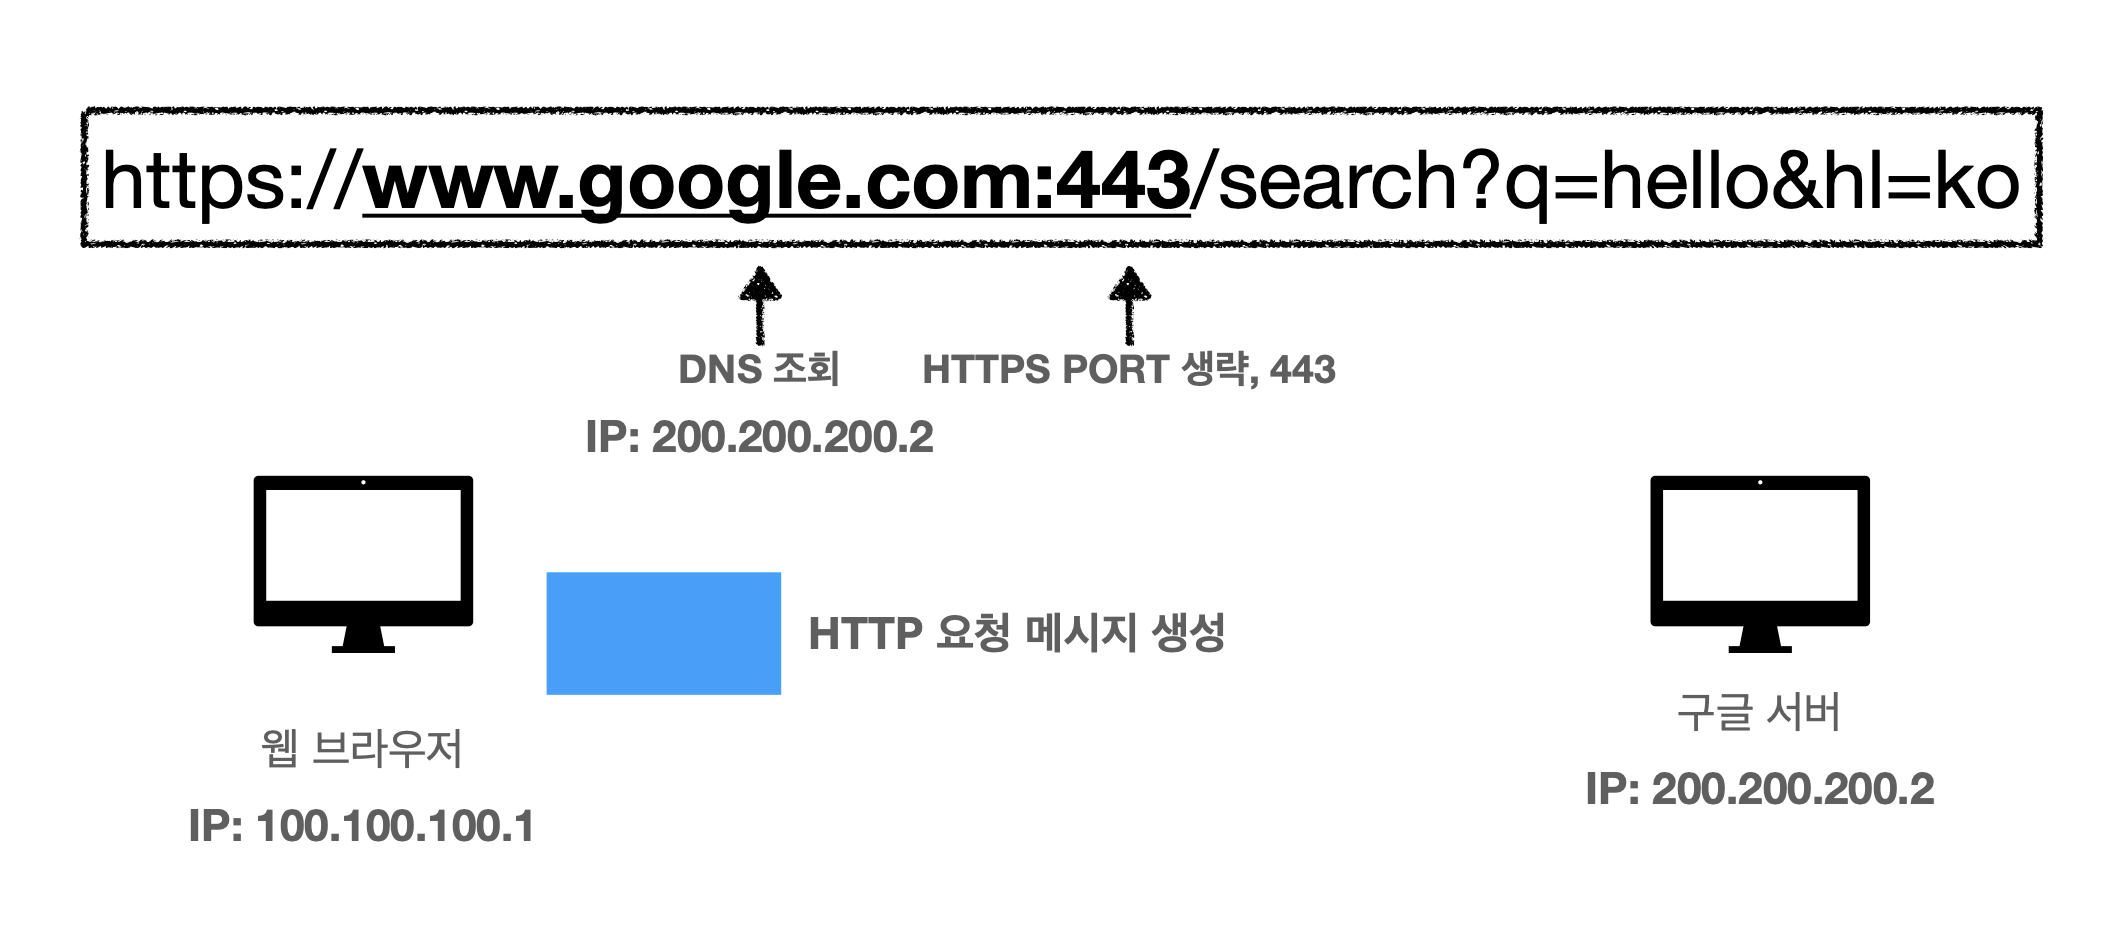 https://www.google.com:443/search?q=hello&hl=ko
DNS 조회
HTTPS PORT 생략, 443
IP: 200.200.200.2
HTTP 요청 메시지 생성
웹 브라우저
IP: 100.100.100.1
구글 서버
IP: 200.200.200.2